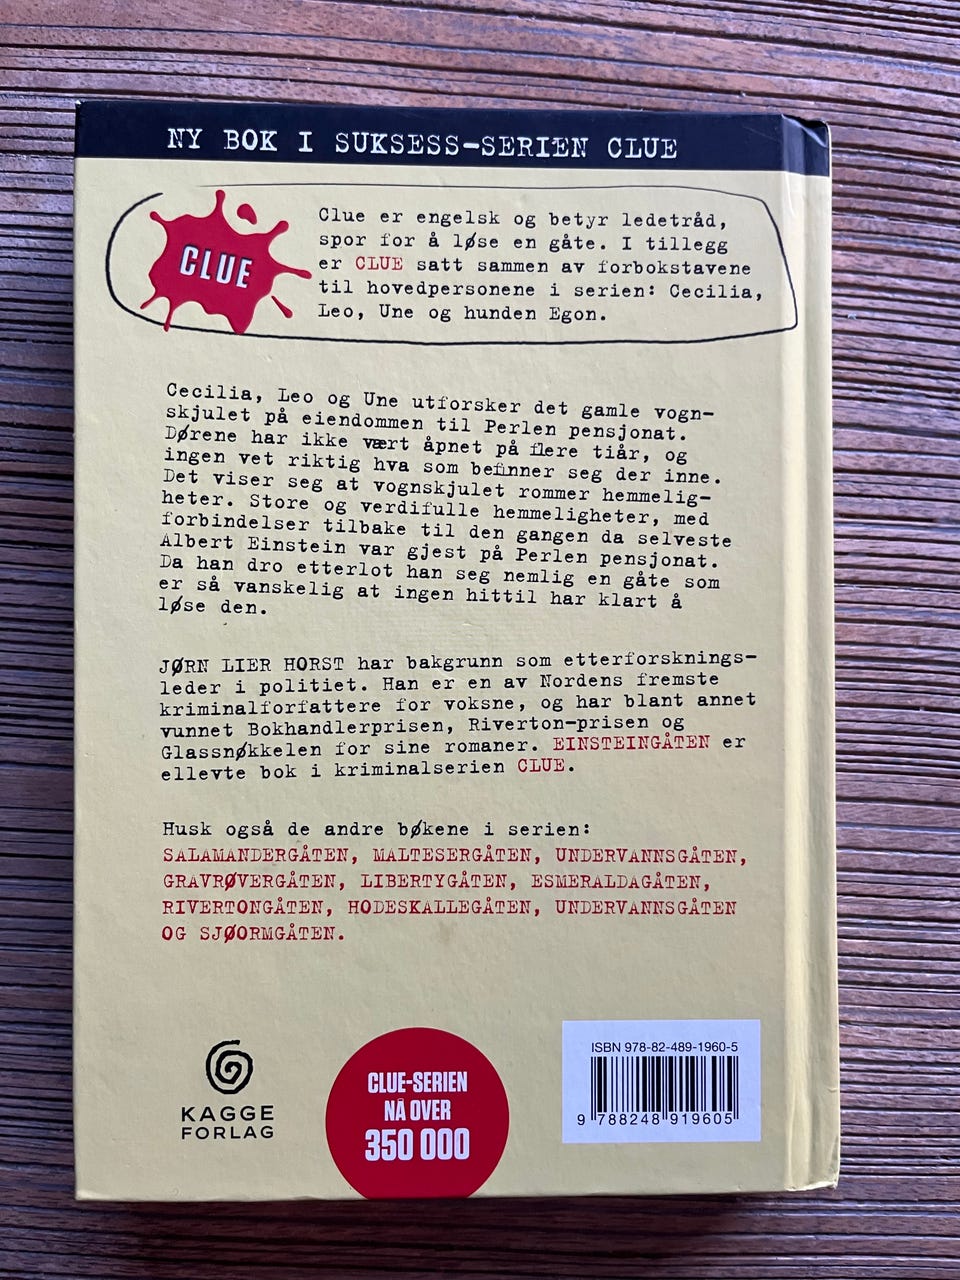 NY BOK I SUKSESS-SERIEN CLUE
CLUE
Clue er engelsk og betyr ledetråd,
spor for å løse en gåte. I tillegg
er CLUE satt sammen av forbokstavene
til hovedpersonene i serien: Cecilia,
Leo, Une og hunden Egon.
Cecilia, Leo og Une utforsker det gamle vogn-
skjulet på eiendommen til Perlen pensjonat.
Dørene har ikke vært åpnet på flere tiår, og
ingen vet riktig hva som befinner seg der inne.
Det viser seg at vognskjulet rommer hemmelig-
heter. Store og verdifulle hemmeligheter, med
forbindelser tilbake til den gangen da selveste
Albert Einstein var gjest på Perlen pensjonat.
Da han dro etterlot han seg nemlig en gåte som
er så vanskelig at ingen hittil har klart å
løse den.
JØRN LIER HORST har bakgrunn som etterforsknings-
leder i politiet. Han er en av Nordens fremste
kriminalforfattere for voksne, og har blant annet
vunnet Bokhandlerprisen, Riverton-prisen og
Glassnøkkelen for sine romaner. EINSTEINGÅTEN er
ellevte bok i kriminalserien CLUE.
Husk også de andre bøkene i serien:
SALAMANDERGÅTEN, MALTESERGÅTEN, UNDERVANNSGÅTEN,
GRAVRØVERGÅTEN, LIBERTYGÅTEN, ESMERALDAGÅTEN,
RIVERTONGÅTEN, HODESKALLEGÅTEN, UNDERVANNSGÅTEN
OG SJØORMGÅTEN.
KAGGE
FORLAG
CLUE-SERIEN
NÅ OVER
350 000
ISBN 978-82-489-1960-5
9 788248 919605